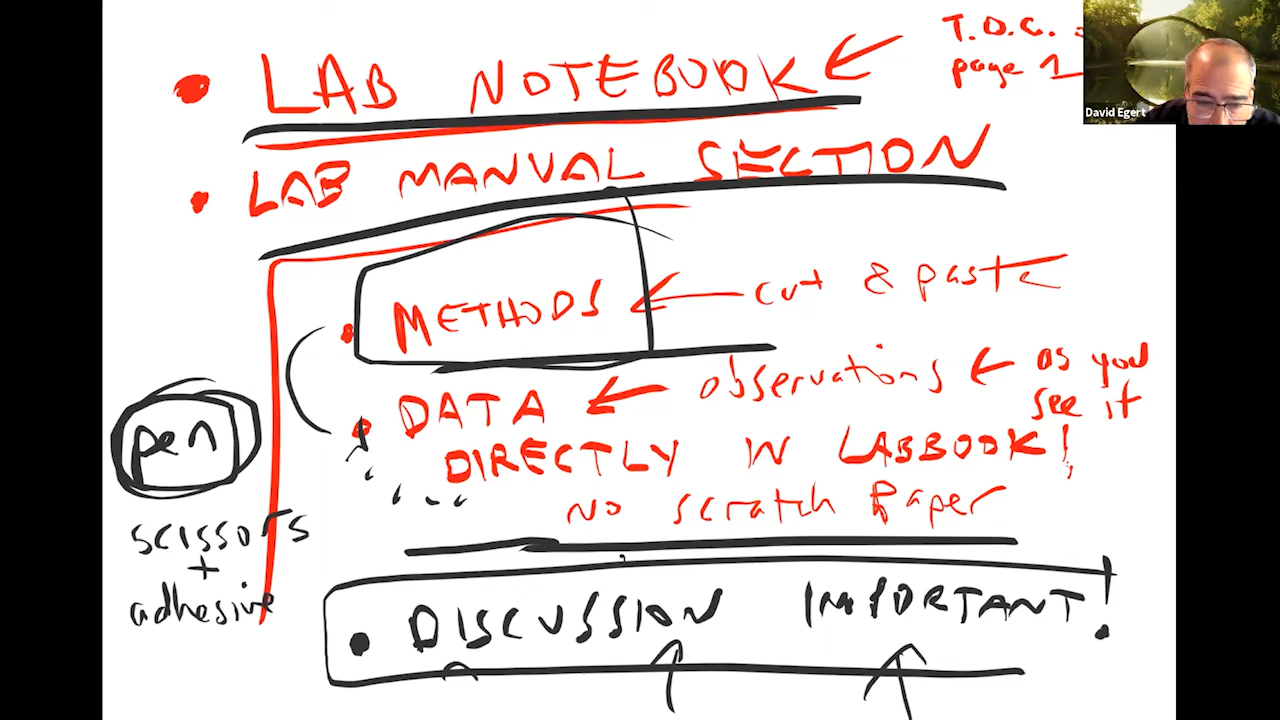 T.O.C.
• LAB NOTEBOOK ←
page 1
David Egert
• LAB MANUAL SECTION
• METHODS ← cut & paste
• DATA ← observations ← as you
see it
DIRECTLY IN LABBOOK!
NO scratch Paper
pen
scissors
+
adhesive
• DISCUSSION IMPORTANT!